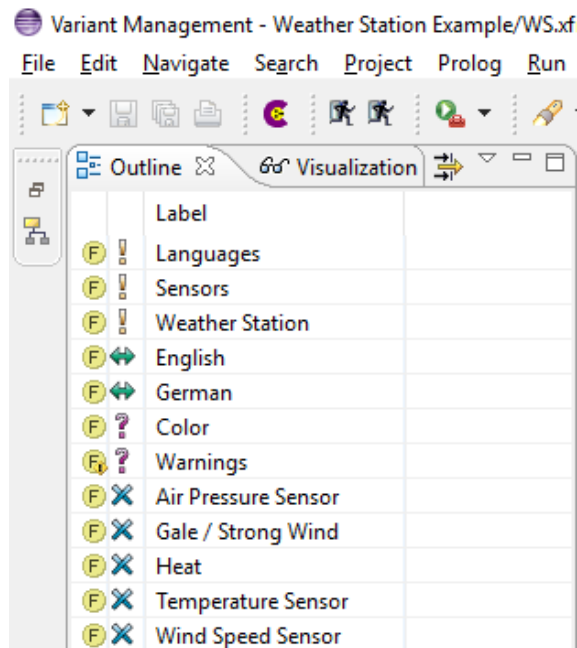 Variant Management - Weather Station Example/WS.xf
File Edit Navigate Search Project Prolog Run
Outline Visualization
Label
F Languages
F Sensors
F Weather Station
F English
F German
F ? Color
F ? Warnings
F Air Pressure Sensor
F Gale / Strong Wind
F Heat
F Temperature Sensor
F Wind Speed Sensor